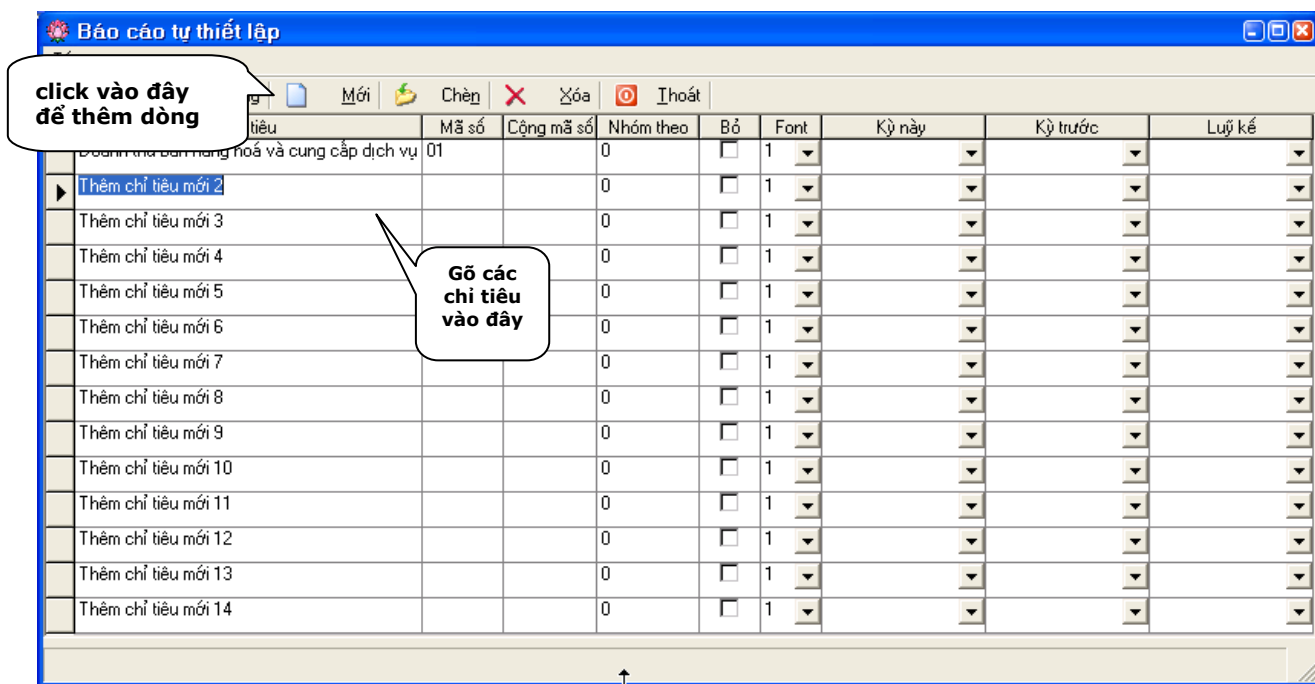 Báo cáo tự thiết lập
click vào đây
để thêm dòng
Mới Chèn Xóa Thoát
tiêu Mã số Cộng mã số Nhóm theo Bỏ Font Kỳ này Kỳ trước Luỹ kế
Doanh thu bán hàng hoá và cung cấp dịch vụ 01 0 1
Thêm chỉ tiêu mới 2 0 1
Thêm chỉ tiêu mới 3 0 1
Thêm chỉ tiêu mới 4 0 1
Gõ các
chỉ tiêu
vào đây
Thêm chỉ tiêu mới 5 0 1
Thêm chỉ tiêu mới 6 0 1
Thêm chỉ tiêu mới 7 0 1
Thêm chỉ tiêu mới 8 0 1
Thêm chỉ tiêu mới 9 0 1
Thêm chỉ tiêu mới 10 0 1
Thêm chỉ tiêu mới 11 0 1
Thêm chỉ tiêu mới 12 0 1
Thêm chỉ tiêu mới 13 0 1
Thêm chỉ tiêu mới 14 0 1